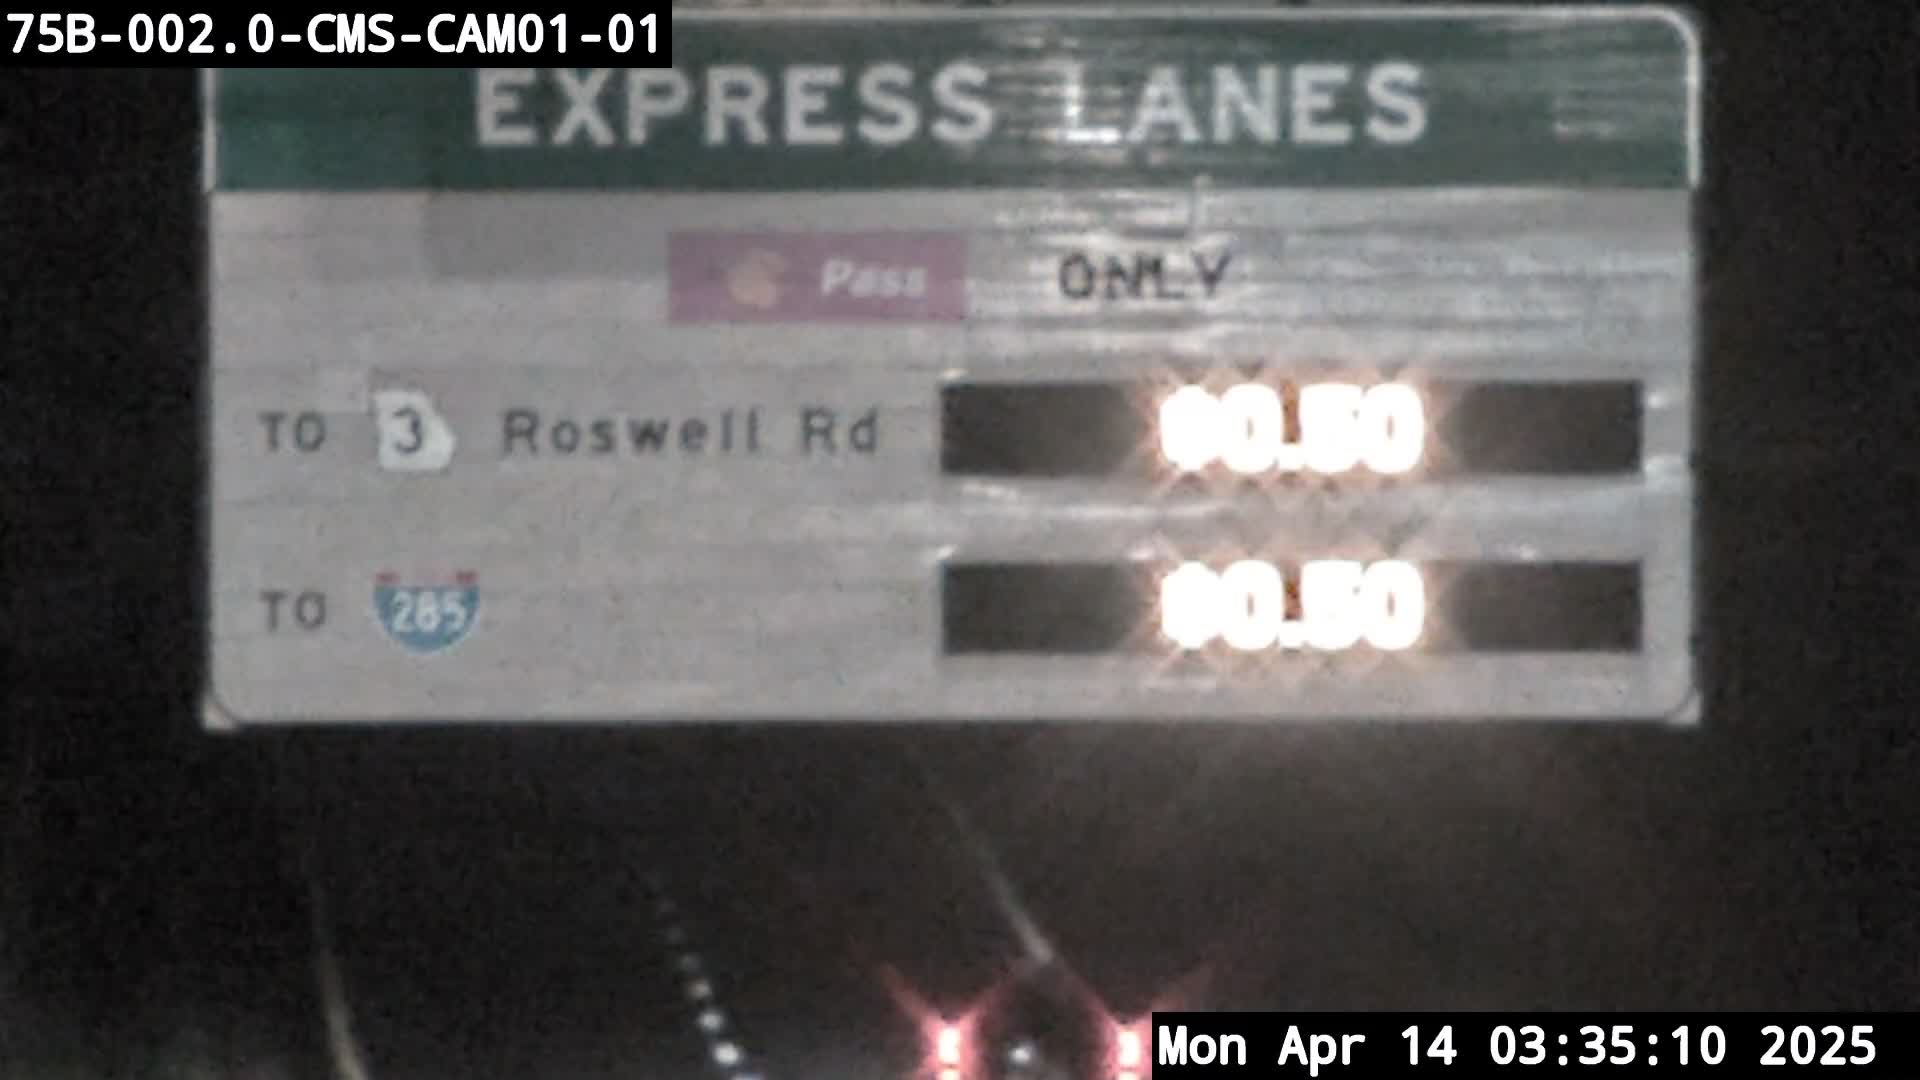 75B-002.0-CMS-CAM01-01
EXPRESS LANES
Pass ONLY
TO 3 Roswell Rd $0.50
TO 285 $0.50
Mon Apr 14 03:35:10 2025